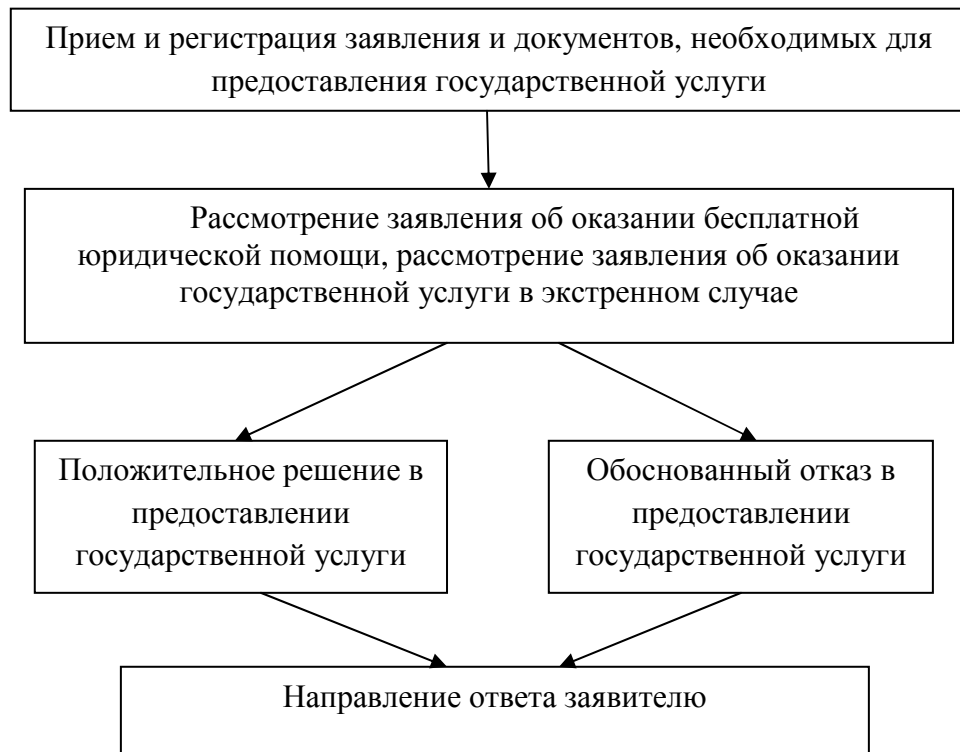 Прием и регистрация заявления и документов, необходимых для
предоставления государственной услуги
Рассмотрение заявления об оказании бесплатной
юридической помощи, рассмотрение заявления об оказании
государственной услуги в экстренном случае
Положительное решение в
предоставлении
государственной услуги
Обоснованный отказ в
предоставлении
государственной услуги
Направление ответа заявителю